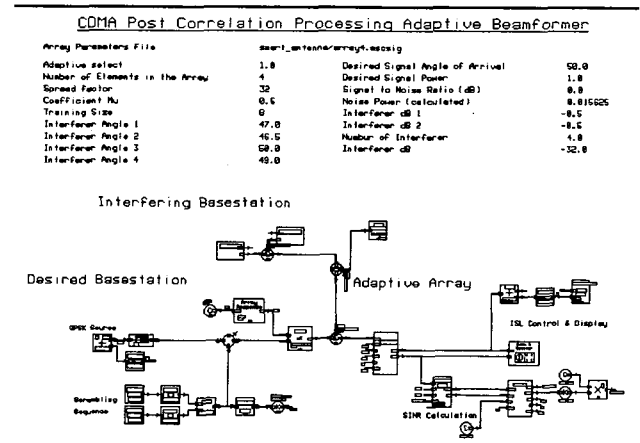 CDMA Post Correlation Processing Adaptive Beamformer
Array Parameters File smart_antenna/array4.ascsig
Adaptive select 1.0 Desired Signal Angle of Arrival 50.0
Number of Elements in the Array 4 Desired Signal Power 1.0
Spread factor 32 Signal to Noise Ratio (dB) 0.0
Coefficient Mu 0.5 Noise Power (calculated) 0.015625
Training Size 8 Interferer dB 1 -0.5
Interferer Angle 1 47.0 Interferer dB 2 -0.5
Interferer Angle 2 46.5 Number of Interferer 4.0
Interferer Angle 3 50.0 Interferer dB -32.0
Interferer Angle 4 49.0
Interfering Basestation
Desired Basestation
Adaptive Array
Array
QPSK Source
ISL Control & Display
Scrambling
Sequence
SINR Calculation